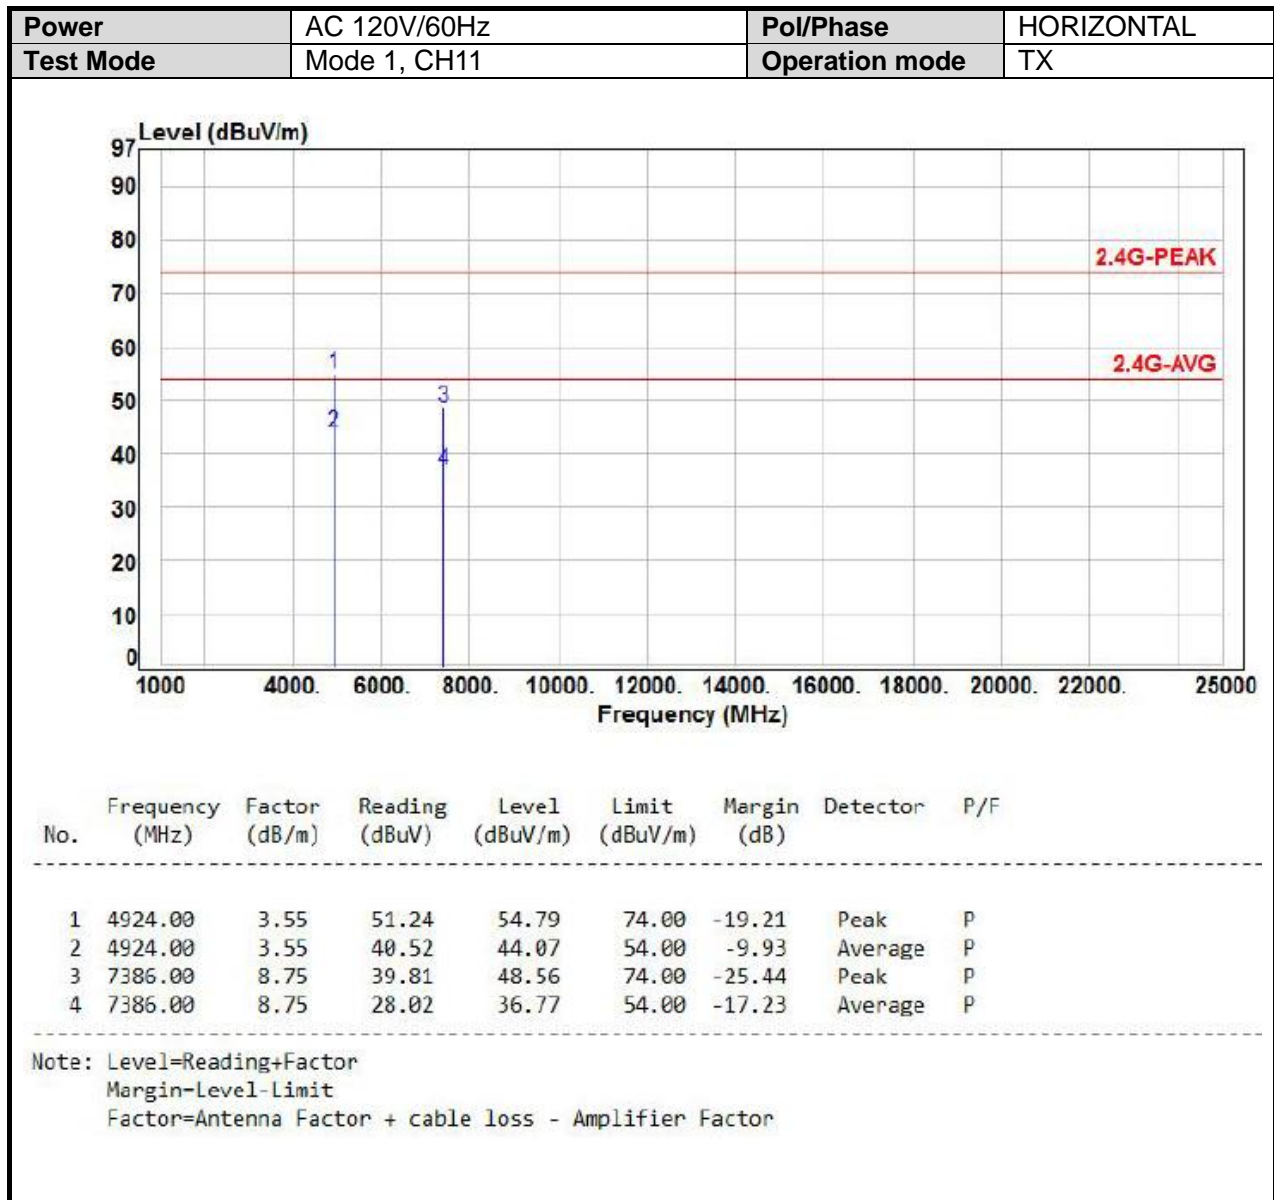 Power AC 120V/60Hz Pol/Phase HORIZONTAL
Test Mode Mode 1, CH11 Operation mode TX
Level (dBuV/m)
97
90
80
2.4G-PEAK
70
60
1
2.4G-AVG
50
3
2
40
4
30
20
10
0
1000 4000. 6000. 8000. 10000. 12000. 14000. 16000. 18000. 20000. 22000. 25000
Frequency (MHz)
Frequency Factor Reading Level Limit Margin Detector P/F
No. (MHz) (dB/m) (dBuV) (dBuV/m) (dBuV/m) (dB)
1 4924.00 3.55 51.24 54.79 74.00 -19.21 Peak P
2 4924.00 3.55 40.52 44.07 54.00 -9.93 Average P
3 7386.00 8.75 39.81 48.56 74.00 -25.44 Peak P
4 7386.00 8.75 28.02 36.77 54.00 -17.23 Average P
Note: Level=Reading+Factor
Margin=Level-Limit
Factor=Antenna Factor + cable loss - Amplifier Factor